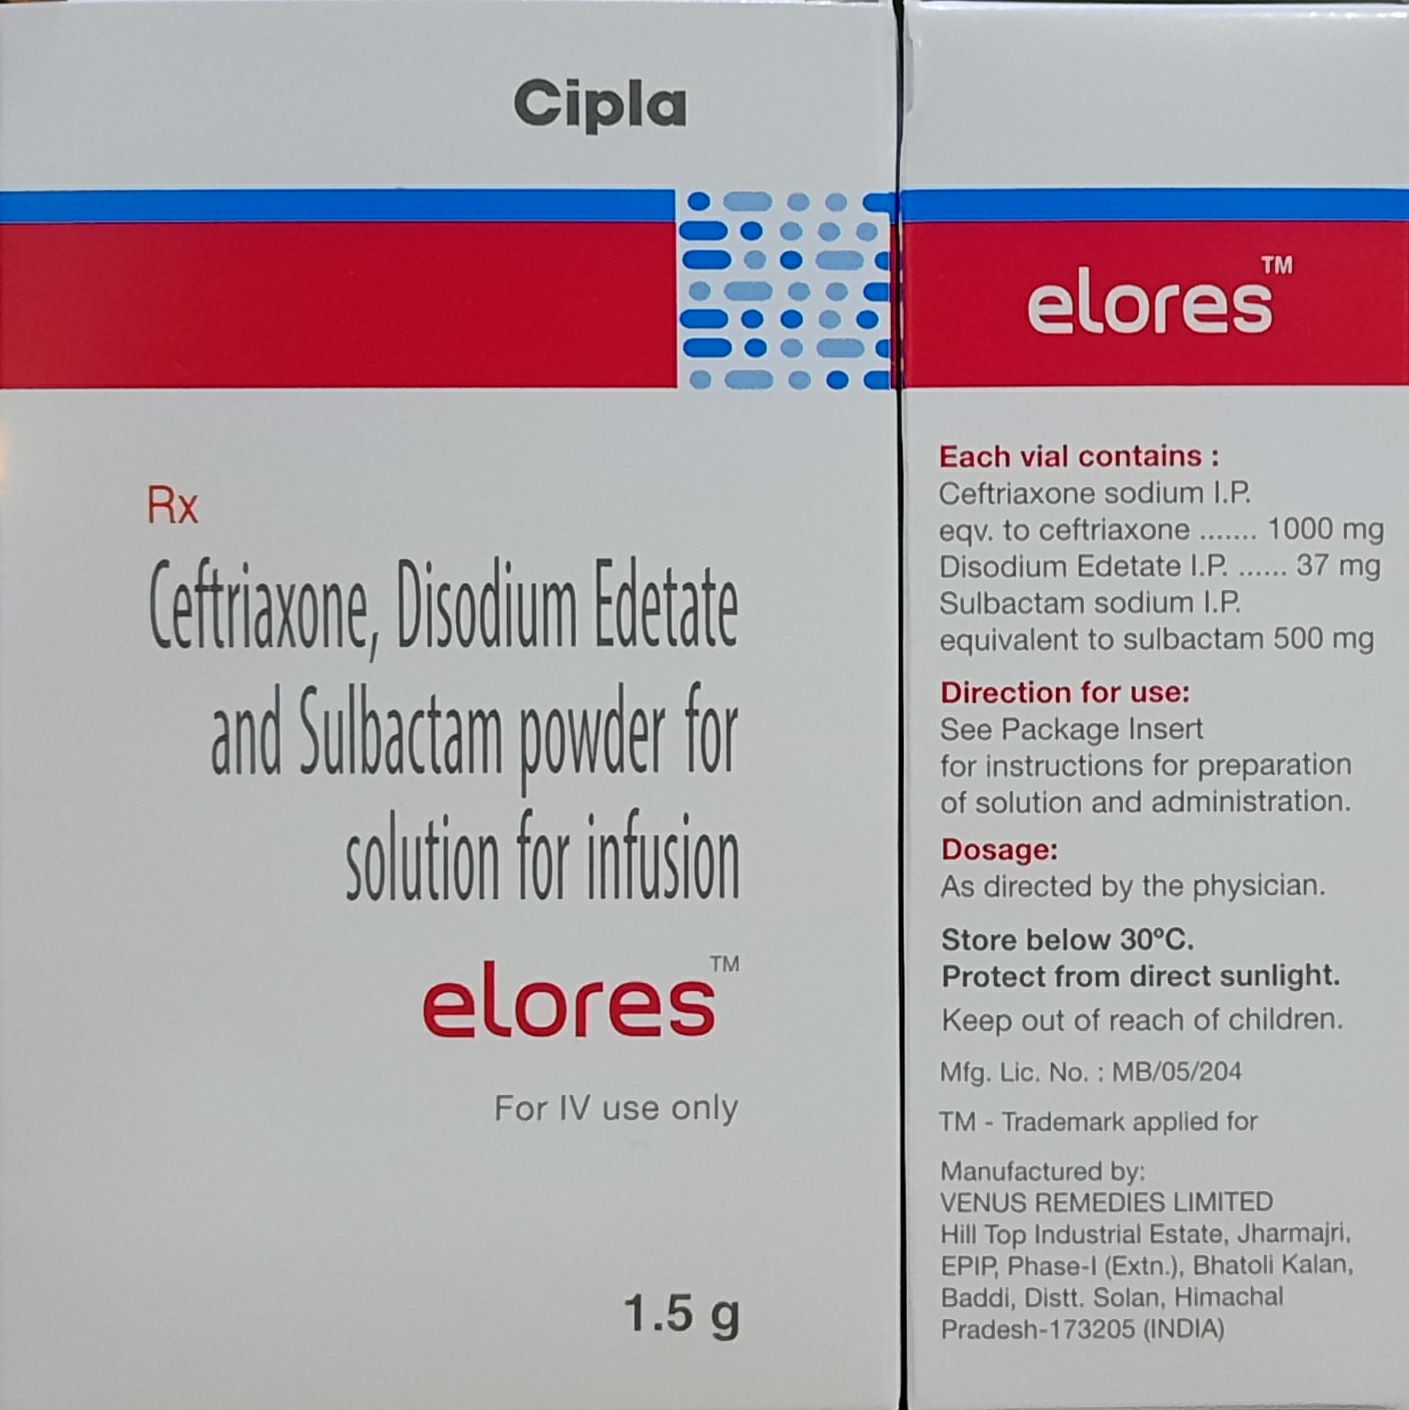 Cipla
Rx
Ceftriaxone, Disodium Edetate
and Sulbactam powder for
solution for infusion
elores™
For IV use only
1.5 g
elores™
Each vial contains :
Ceftriaxone sodium I.P.
eqv. to ceftriaxone ....... 1000 mg
Disodium Edetate I.P. ...... 37 mg
Sulbactam sodium I.P.
equivalent to sulbactam 500 mg
Direction for use:
See Package Insert
for instructions for preparation
of solution and administration.
Dosage:
As directed by the physician.
Store below 30ºC.
Protect from direct sunlight.
Keep out of reach of children.
Mfg. Lic. No. : MB/05/204
TM - Trademark applied for
Manufactured by:
VENUS REMEDIES LIMITED
Hill Top Industrial Estate, Jharmajri,
EPIP, Phase-I (Extn.), Bhatoli Kalan,
Baddi, Distt. Solan, Himachal
Pradesh-173205 (INDIA)